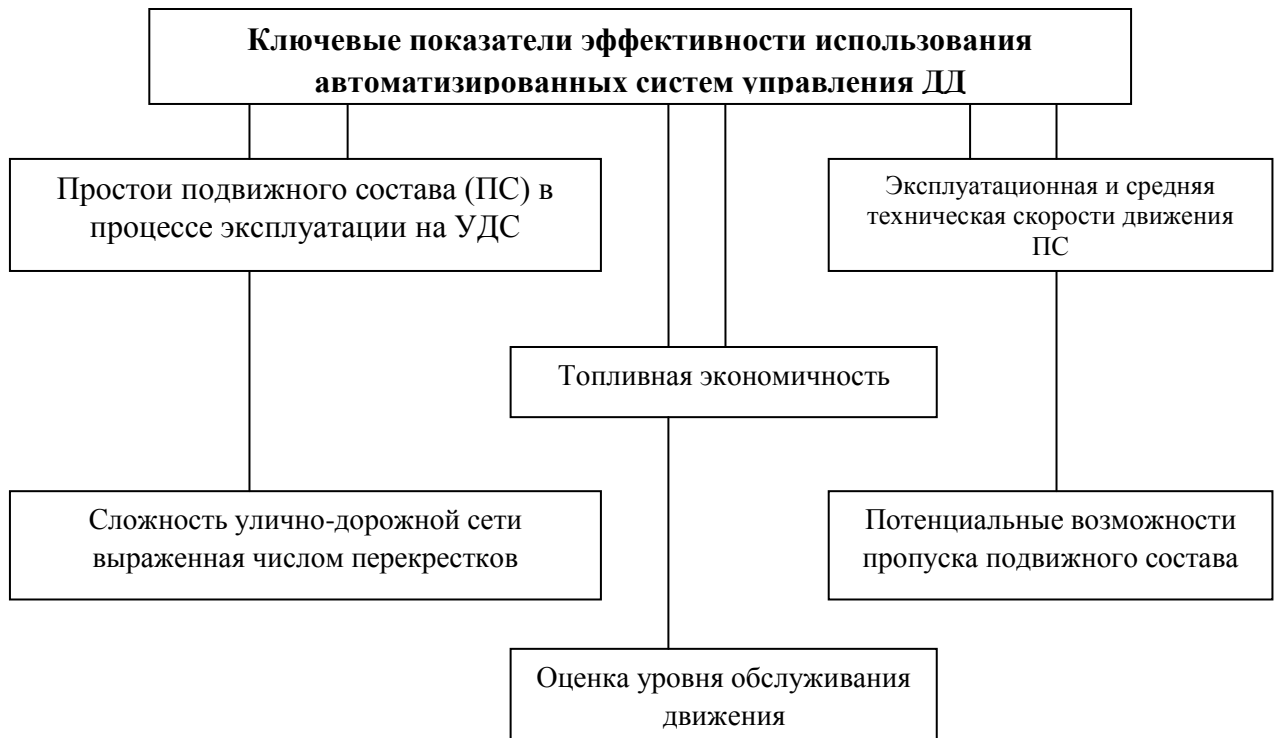 Ключевые показатели эффективности использования
автоматизированных систем управления ДД
Простои подвижного состава (ПС) в
процессе эксплуатации на УДС
Эксплуатационная и средняя
техническая скорости движения
ПС
Топливная экономичность
Сложность улично-дорожной сети
выраженная числом перекрестков
Потенциальные возможности
пропуска подвижного состава
Оценка уровня обслуживания
движения